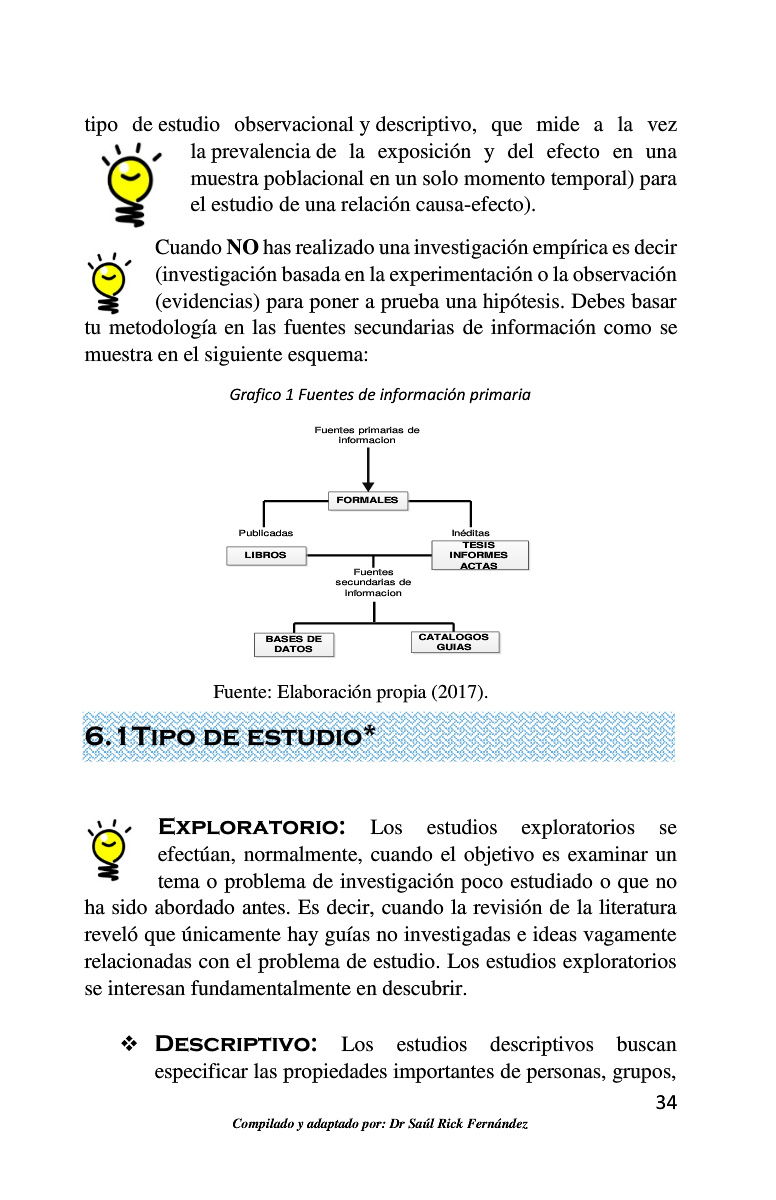 tipo de estudio observacional y descriptivo, que mide a la vez
la prevalencia de la exposición y del efecto en una
muestra poblacional en un solo momento temporal) para
el estudio de una relación causa-efecto).
Cuando NO has realizado una investigación empírica es decir
(investigación basada en la experimentación o la observación
(evidencias) para poner a prueba una hipótesis. Debes basar
tu metodología en las fuentes secundarias de información como se
muestra en el siguiente esquema:
Grafico 1 Fuentes de información primaria
Fuentes primarias de
informacion
FORMALES
Publicadas
Inéditas
LIBROS
TESIS
INFORMES
ACTAS
Fuentes
secundarias de
informacion
BASES DE
DATOS
CATALOGOS
GUIAS
Fuente: Elaboración propia (2017).
6.1TIPO DE ESTUDIO*
EXPLORATORIO: Los estudios exploratorios se
efectúan, normalmente, cuando el objetivo es examinar un
tema o problema de investigación poco estudiado o que no
ha sido abordado antes. Es decir, cuando la revisión de la literatura
reveló que únicamente hay guías no investigadas e ideas vagamente
relacionadas con el problema de estudio. Los estudios exploratorios
se interesan fundamentalmente en descubrir.
❖ DESCRIPTIVO: Los estudios descriptivos buscan
especificar las propiedades importantes de personas, grupos,
34
Compilado y adaptado por: Dr Saúl Rick Fernández